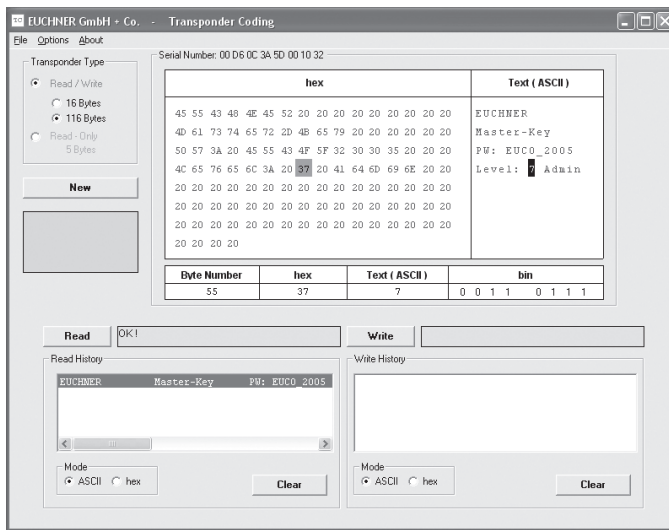 EUCHNER GmbH + Co. - Transponder Coding
File Options About
Transponder Type
Read / Write
16 Bytes
116 Bytes
Read - Only
5 Bytes
New
Serial Number: 00 D6 0C 3A 5D 00 10 32
hex Text ( ASCII )
45 55 43 48 4E 45 52 20 20 20 20 20 20 20 20 20 EUCHNER
4D 61 73 74 65 72 2D 4B 65 79 20 20 20 20 20 20 Master-Key
50 57 3A 20 45 55 43 4F 5F 32 30 30 35 20 20 20 PW: EUC0_2005
4C 65 76 65 6C 3A 20 37 20 41 64 6D 69 6E 20 20 Level: 7 Admin
20 20 20 20 20 20 20 20 20 20 20 20 20 20 20 20
20 20 20 20 20 20 20 20 20 20 20 20 20 20 20 20
20 20 20 20 20 20 20 20 20 20 20 20 20 20 20 20
20 20 20 20
Byte Number hex Text ( ASCII ) bin
55 37 7 0 0 1 1 0 1 1 1
Read OK! Write
Read History
EUCHNER Master-Key PW: EUC0_2005
Mode
ASCII hex
Clear
Write History
Mode
ASCII hex
Clear